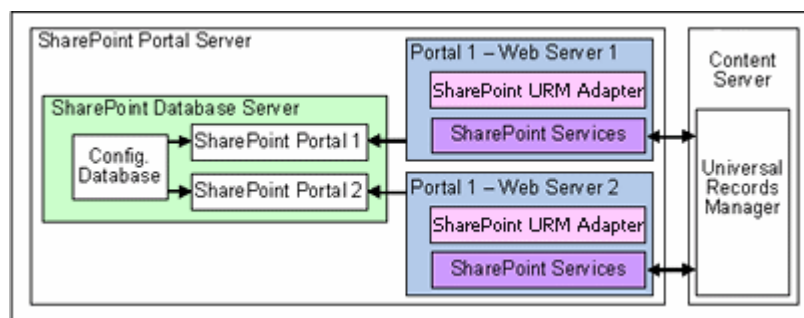 SharePoint Portal Server
SharePoint Database Server
Config.
Database
SharePoint Portal 1
SharePoint Portal 2
Portal 1 – Web Server 1
SharePoint URM Adapter
SharePoint Services
Portal 1 – Web Server 2
SharePoint URM Adapter
SharePoint Services
Content
Server
Universal
Records
Manager